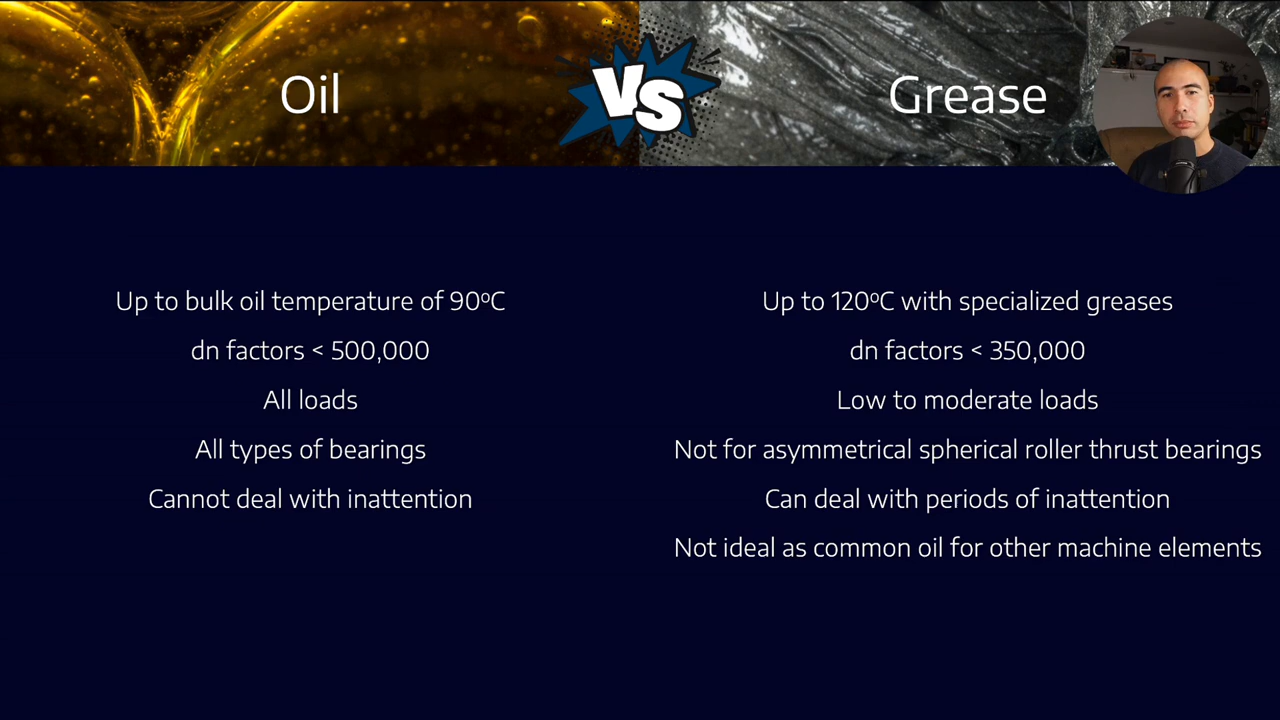 Oil
VS
Grease
Up to bulk oil temperature of 90ºC
dn factors < 500,000
All loads
All types of bearings
Cannot deal with inattention
Up to 120ºC with specialized greases
dn factors < 350,000
Low to moderate loads
Not for asymmetrical spherical roller thrust bearings
Can deal with periods of inattention
Not ideal as common oil for other machine elements